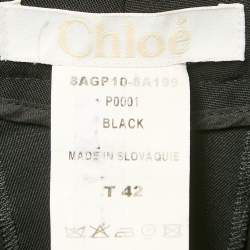 Chloé
8AGP10-8A199
P0001
BLACK
MADE IN SLOVAQUIE
T 42